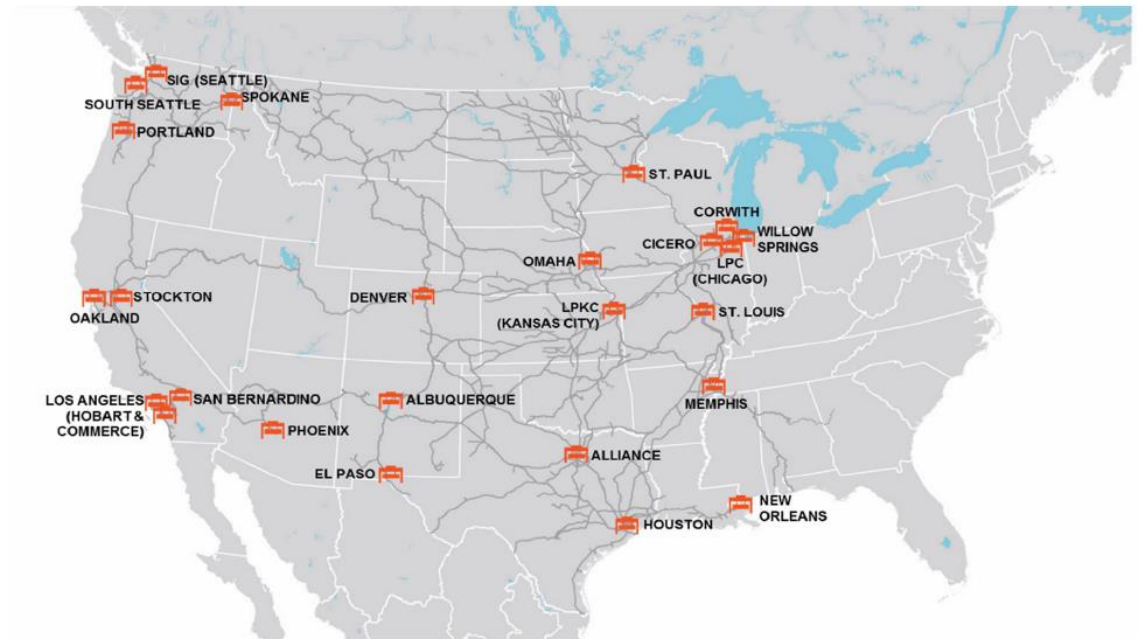 SIG (SEATTLE)
SPOKANE
SOUTH SEATTLE
PORTLAND
ST. PAUL
CORWITH
WILLOW
SPRINGS
CICERO
LPC
(CHICAGO)
OMAHA
DENVER
STOCKTON
OAKLAND
LPKC
(KANSAS CITY)
ST. LOUIS
LOS ANGELES
(HOBART &
COMMERCE)
SAN BERNARDINO
ALBUQUERQUE
MEMPHIS
PHOENIX
ALLIANCE
EL PASO
NEW
ORLEANS
HOUSTON